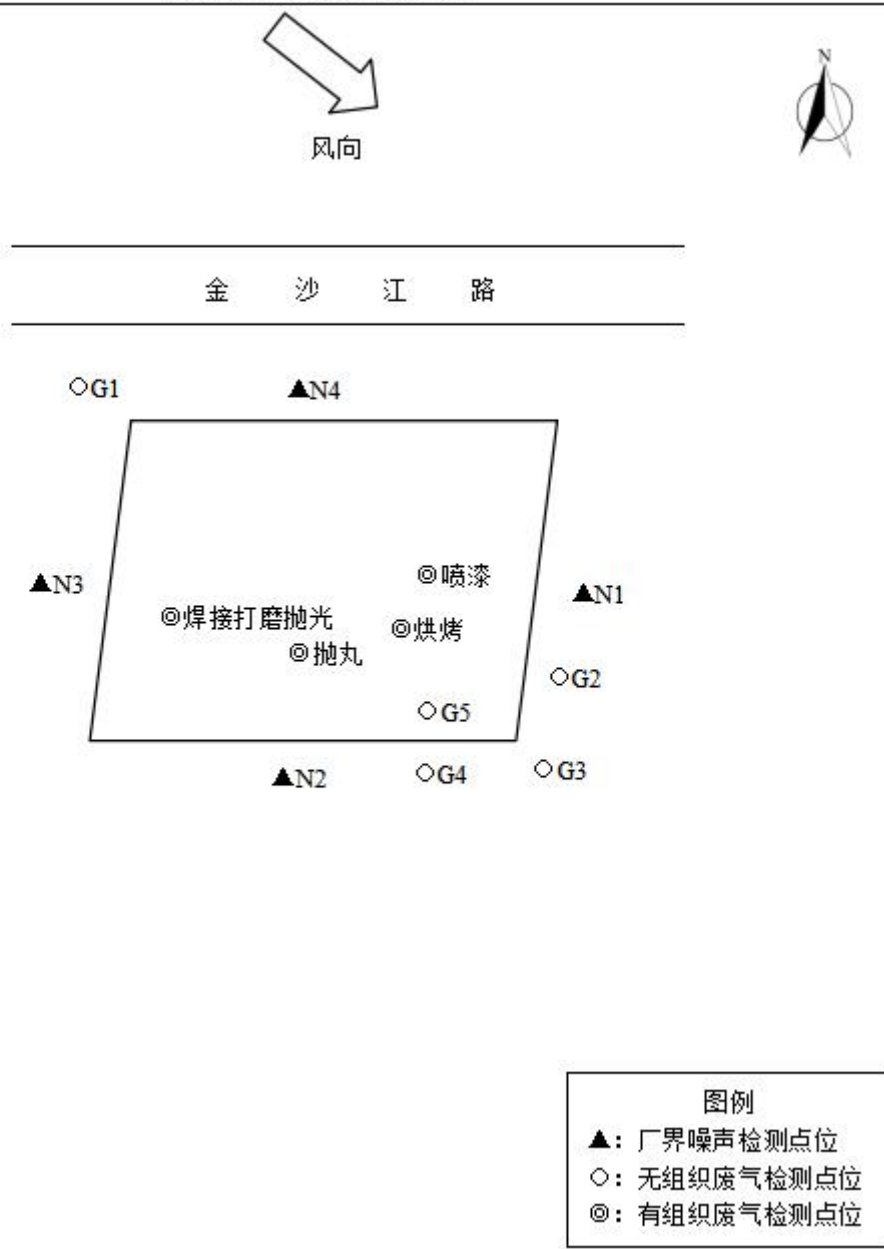 N
风向
金沙江路
○G1
▲N4
◎喷漆
▲N3
▲N1
◎焊接打磨抛光
◎烘烤
◎抛丸
○G2
○G5
▲N2
○G4
○G3
图例
▲：厂界噪声检测点位
○：无组织废气检测点位
◎：有组织废气检测点位